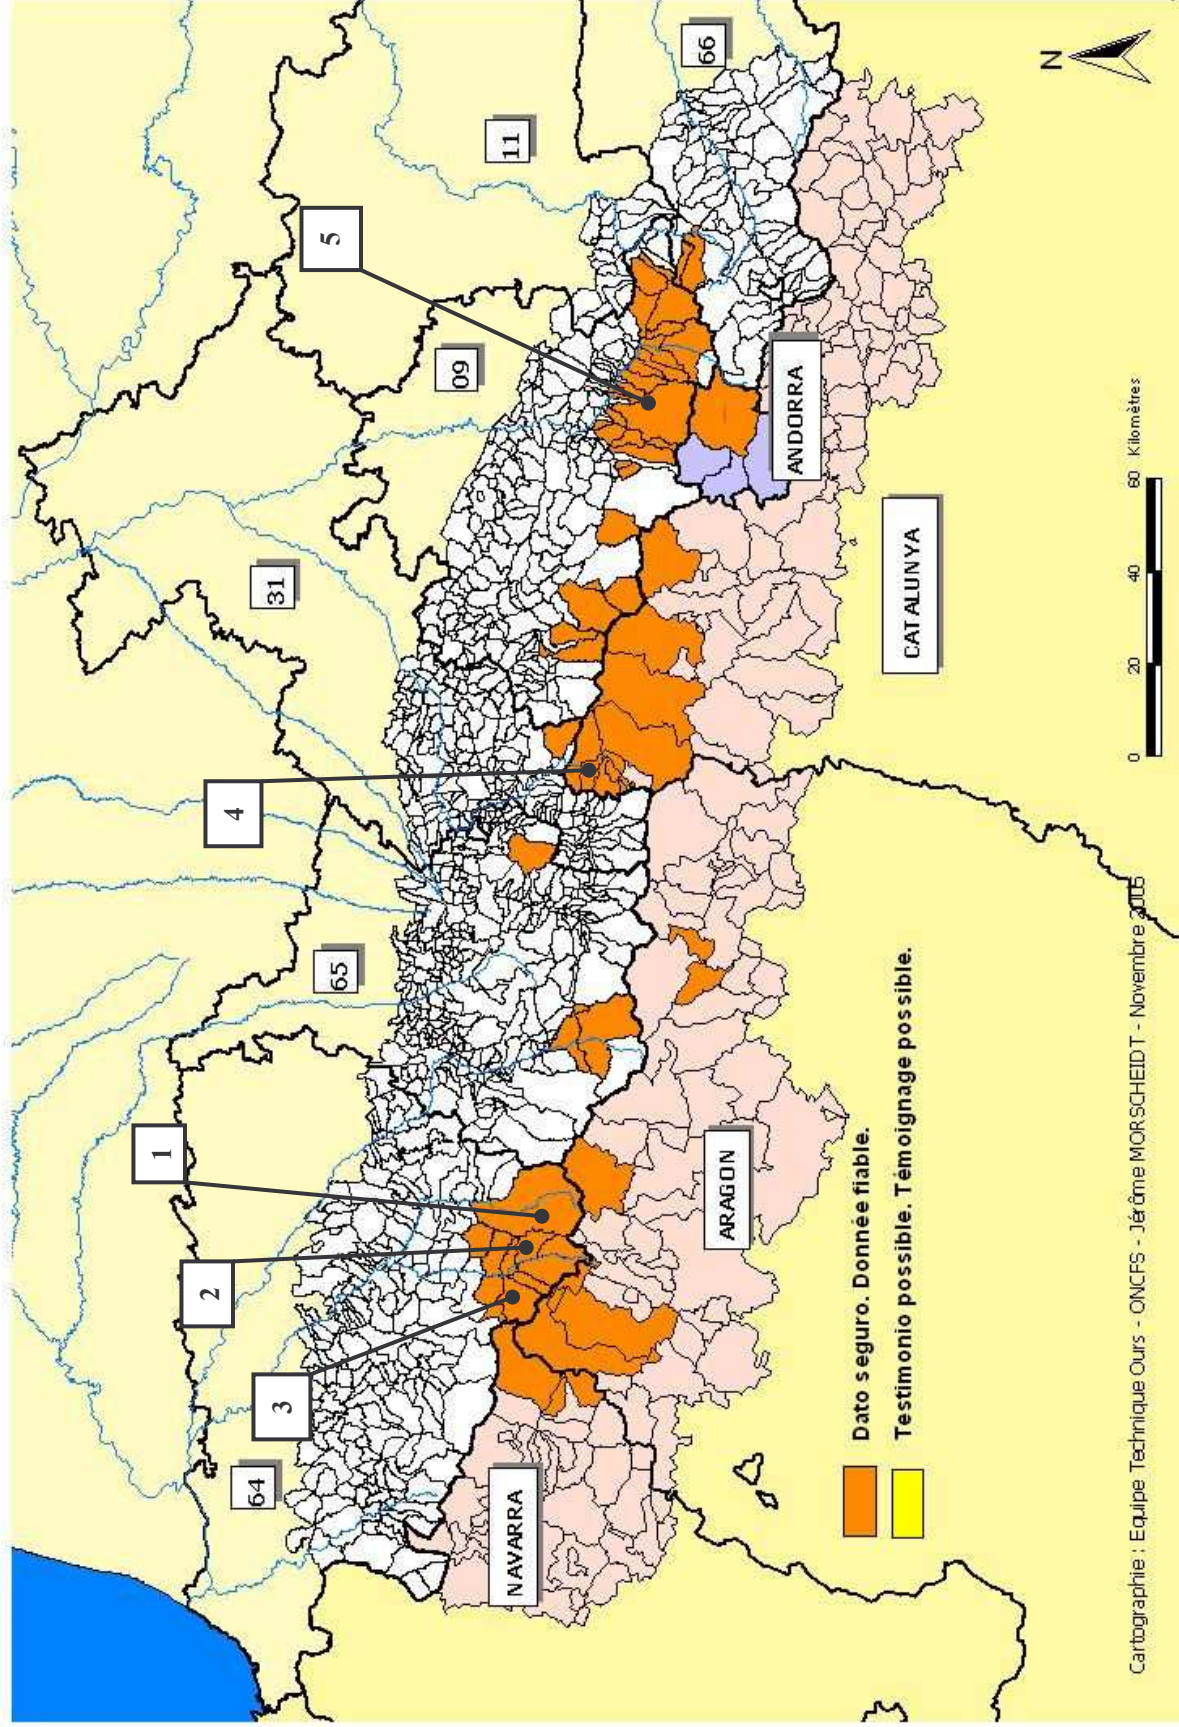 1
2
3
4
5
64
65
31
09
11
66
N
NAVARRA
ARAGON
CATALUNYA
ANDORRA
0 20 40 60 Kilomètres
Dato seguro. Donnée fiable.
Testimonio possible. Témoignage possible.
Cartographie : Equipe Technique Ours - ONCFS - Jérôme MORSCHEIDT - Novembre 2005